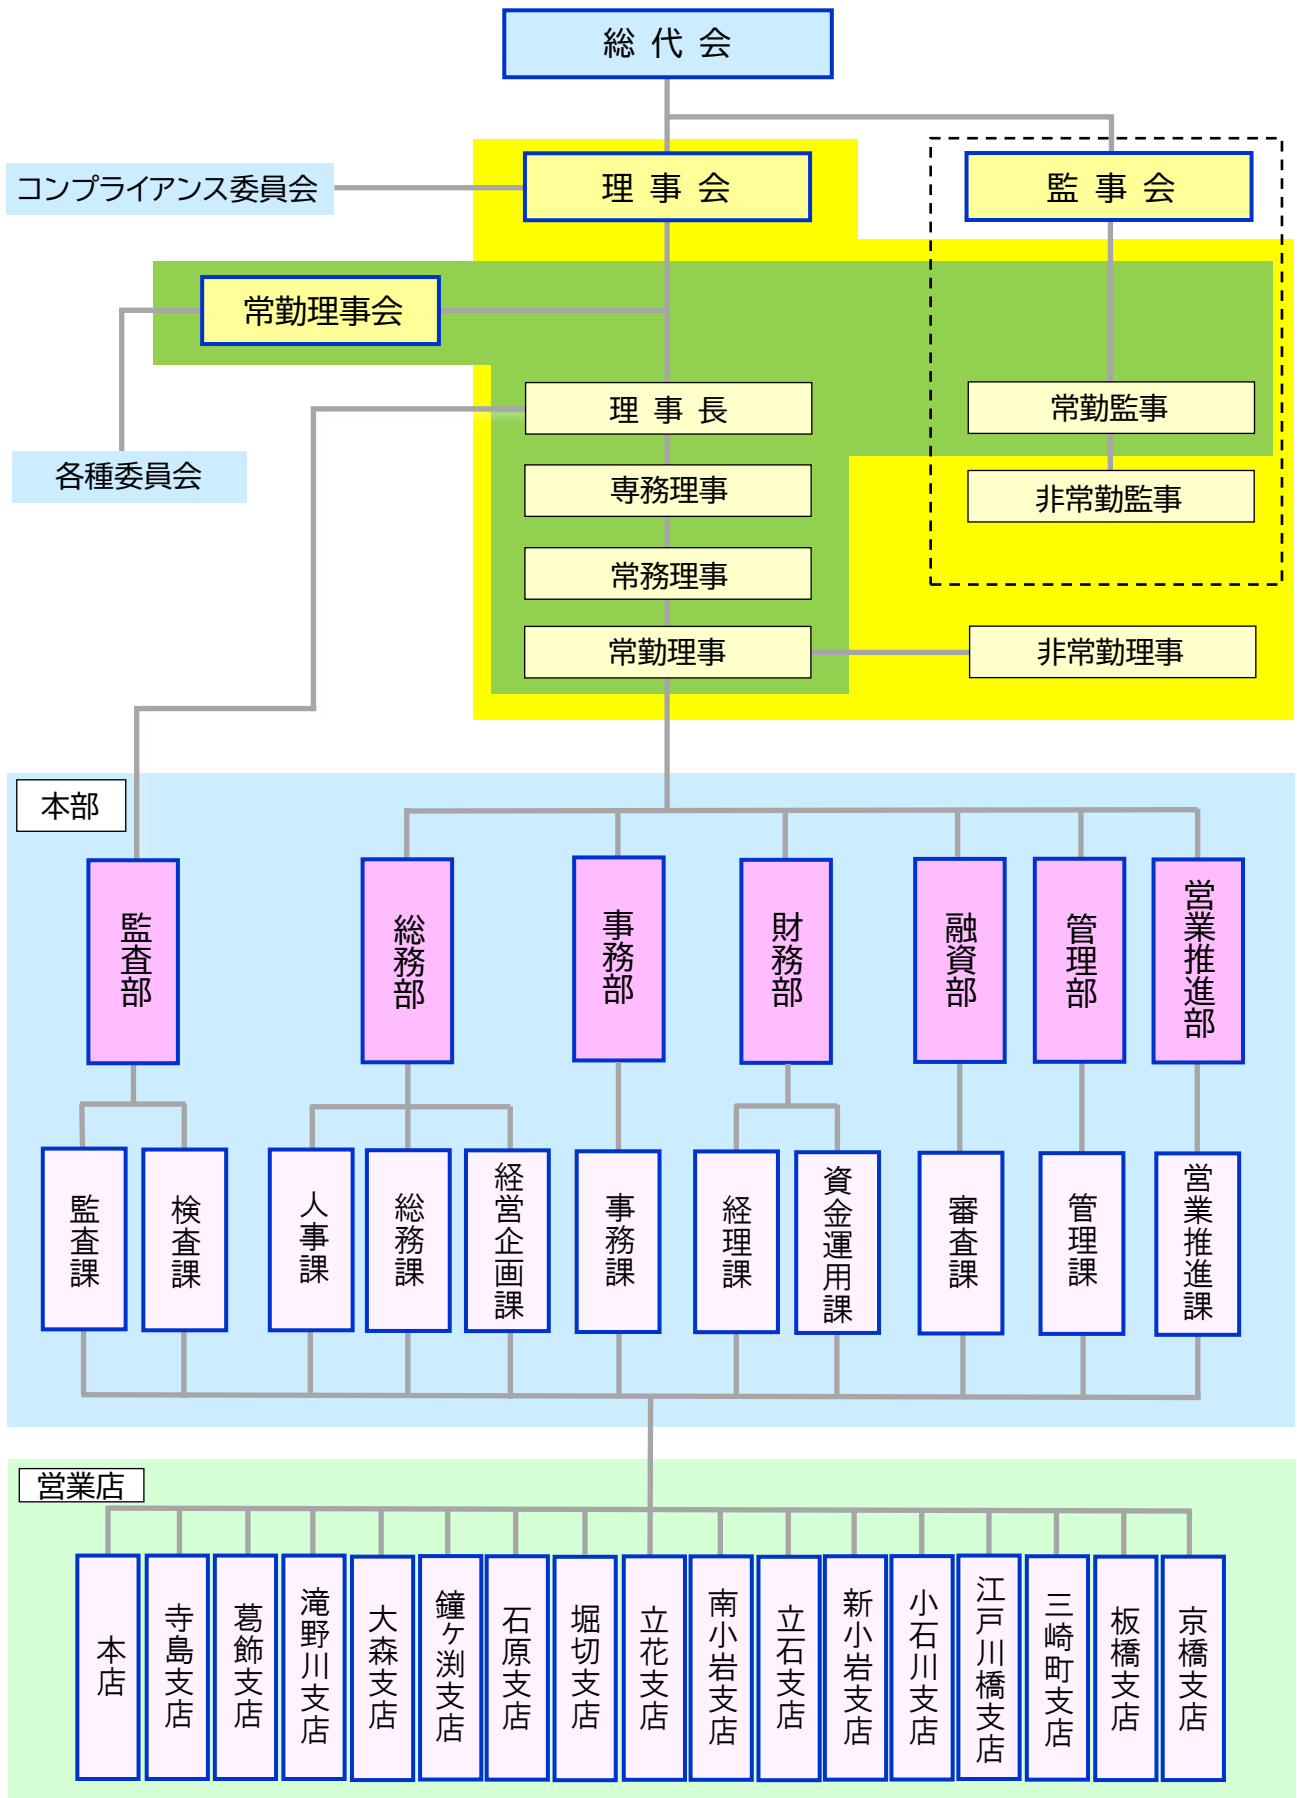 総 代 会
コンプライアンス委員会
理 事 会
監 事 会
常勤理事会
理 事 長
常勤監事
各種委員会
専務理事
非常勤監事
常務理事
常勤理事
非常勤理事
本部
監査部
総務部
事務部
財務部
融資部
管理部
営業推進部
監査課
検査課
人事課
総務課
経営企画課
事務課
経理課
資金運用課
審査課
管理課
営業推進課
営業店
本店
寺島支店
葛飾支店
滝野川支店
大森支店
鐘ヶ渕支店
石原支店
堀切支店
立花支店
南小岩支店
立石支店
新小岩支店
小石川支店
江戸川橋支店
三崎町支店
板橋支店
京橋支店